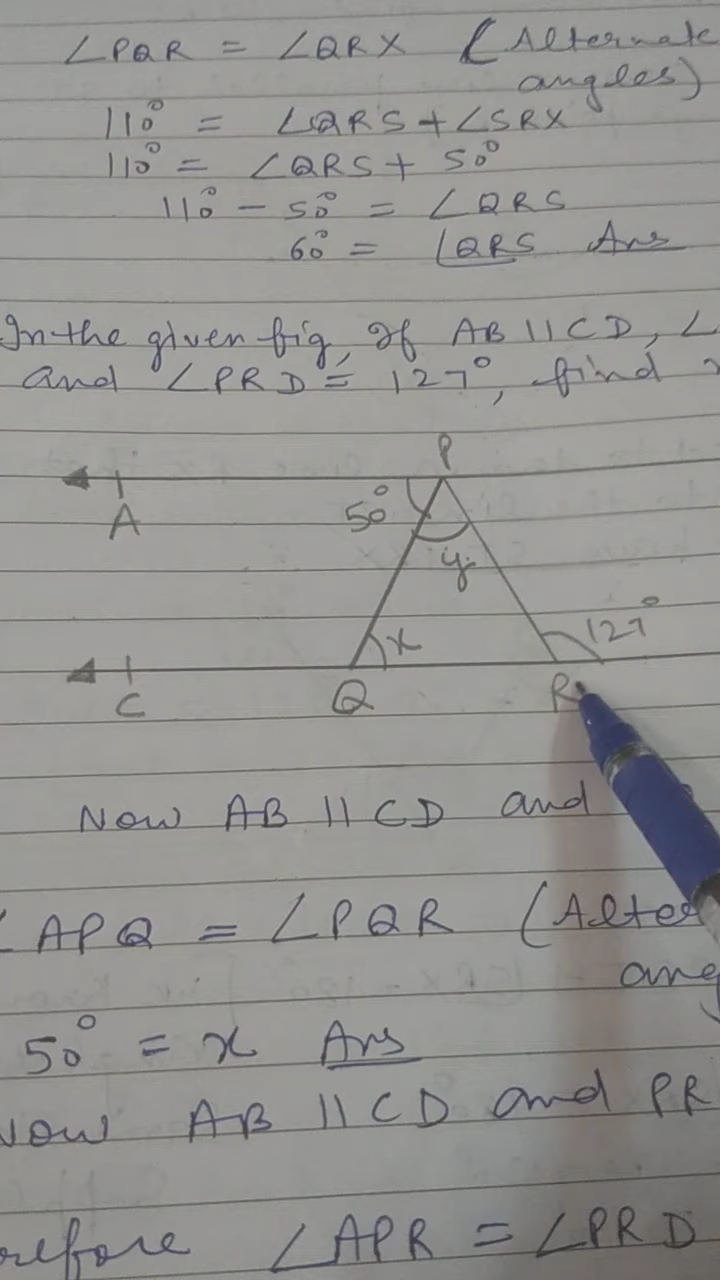 ∠PQR = ∠QRX (Alternate
angles)
110° = ∠QRS + ∠SRX
110° = ∠QRS + 50°
110° - 50° = ∠QRS
60° = ∠QRS Ans
In the given fig, If AB || CD, ∠
and ∠PRD = 127°, find
P
A
50°
y
x
127°
C
Q
R
Now AB || CD and
∠APQ = ∠PQR (Alter
ang
50° = x Ans
Now AB || CD and PR
refore ∠APR = ∠PRD